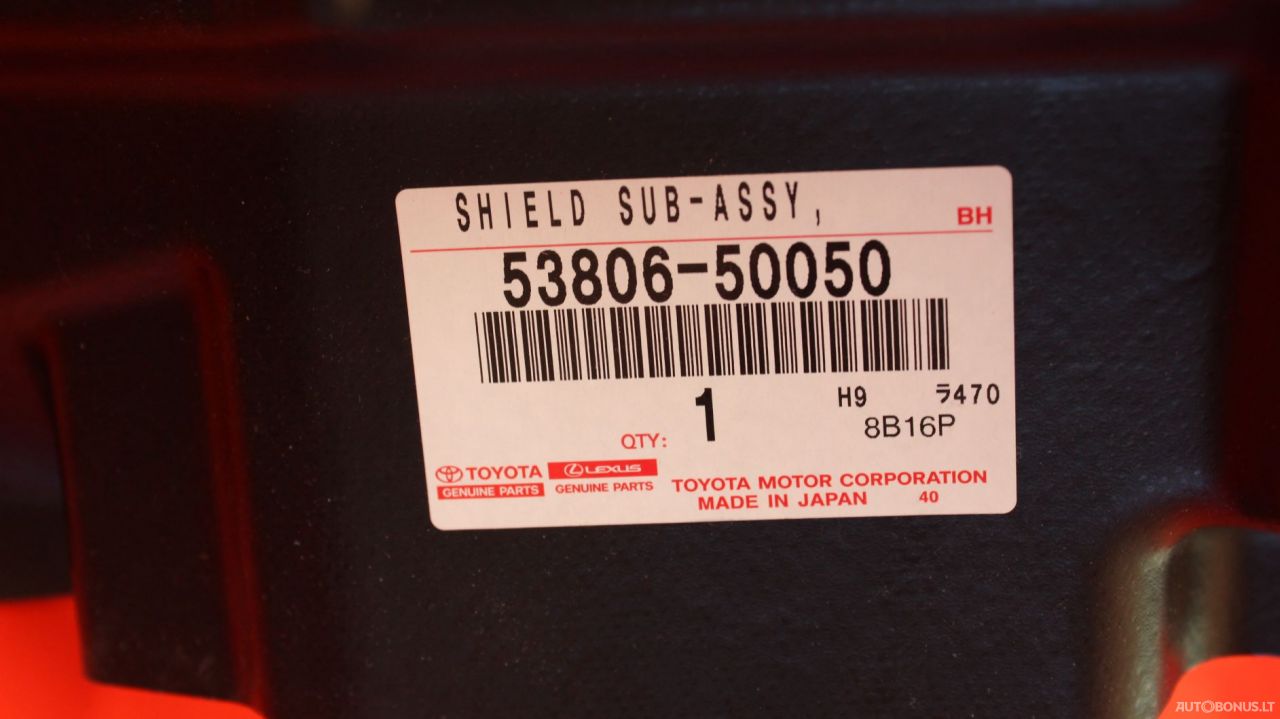 SHIELD SUB-ASSY,
BH
53806-50050
QTY: 1
H9 ラ470
8B16P
TOYOTA
GENUINE PARTS
LEXUS
GENUINE PARTS
TOYOTA MOTOR CORPORATION
MADE IN JAPAN 40
AUTOBONUS.LT